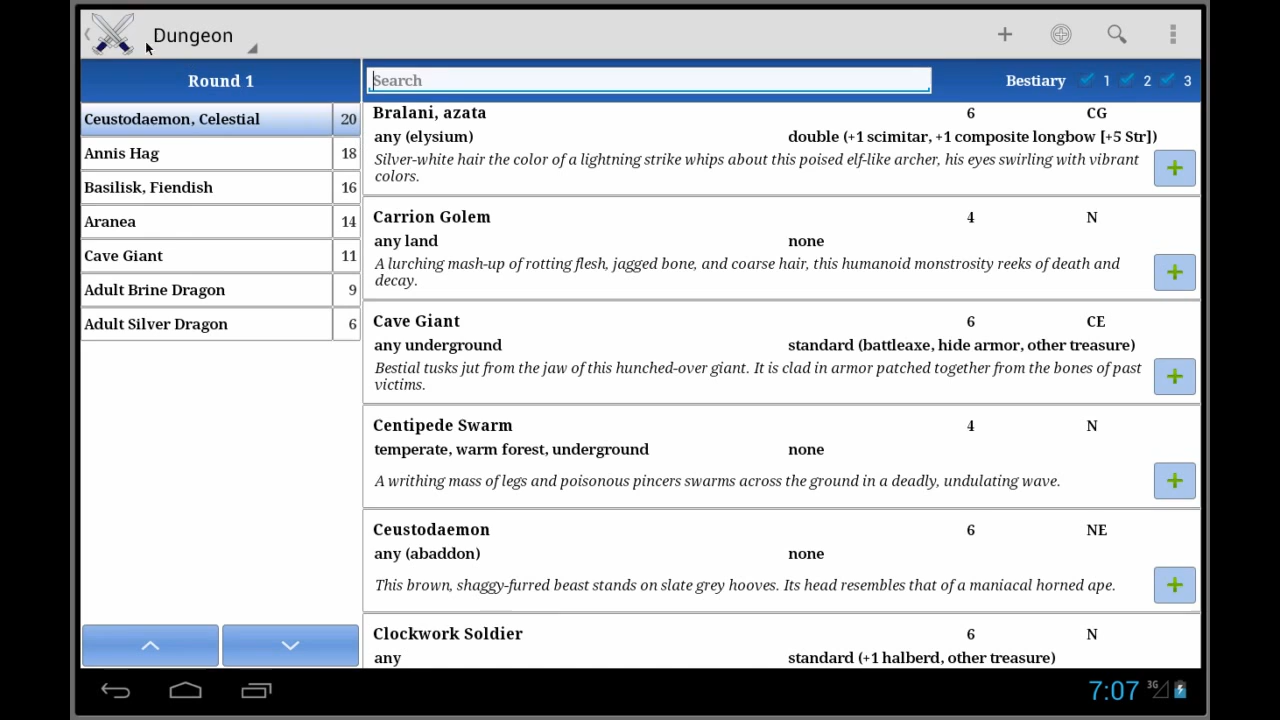 Dungeon
Round 1
Search
Bestiary 1 2 3
Ceustodaemon, Celestial 20
Annis Hag 18
Basilisk, Fiendish 16
Aranea 14
Cave Giant 11
Adult Brine Dragon 9
Adult Silver Dragon 6
Bralani, azata 6 CG
any (elysium) double (+1 scimitar, +1 composite longbow [+5 Str])
Silver-white hair the color of a lightning strike whips about this poised elf-like archer, his eyes swirling with vibrant
colors.
Carrion Golem 4 N
any land none
A lurching mash-up of rotting flesh, jagged bone, and coarse hair, this humanoid monstrosity reeks of death and
decay.
Cave Giant 6 CE
any underground standard (battleaxe, hide armor, other treasure)
Bestial tusks jut from the jaw of this hunched-over giant. It is clad in armor patched together from the bones of past
victims.
Centipede Swarm 4 N
temperate, warm forest, underground none
A writhing mass of legs and poisonous pincers swarms across the ground in a deadly, undulating wave.
Ceustodaemon 6 NE
any (abaddon) none
This brown, shaggy-furred beast stands on slate grey hooves. Its head resembles that of a maniacal horned ape.
Clockwork Soldier 6 N
any standard (+1 halberd, other treasure)
7:07 3G